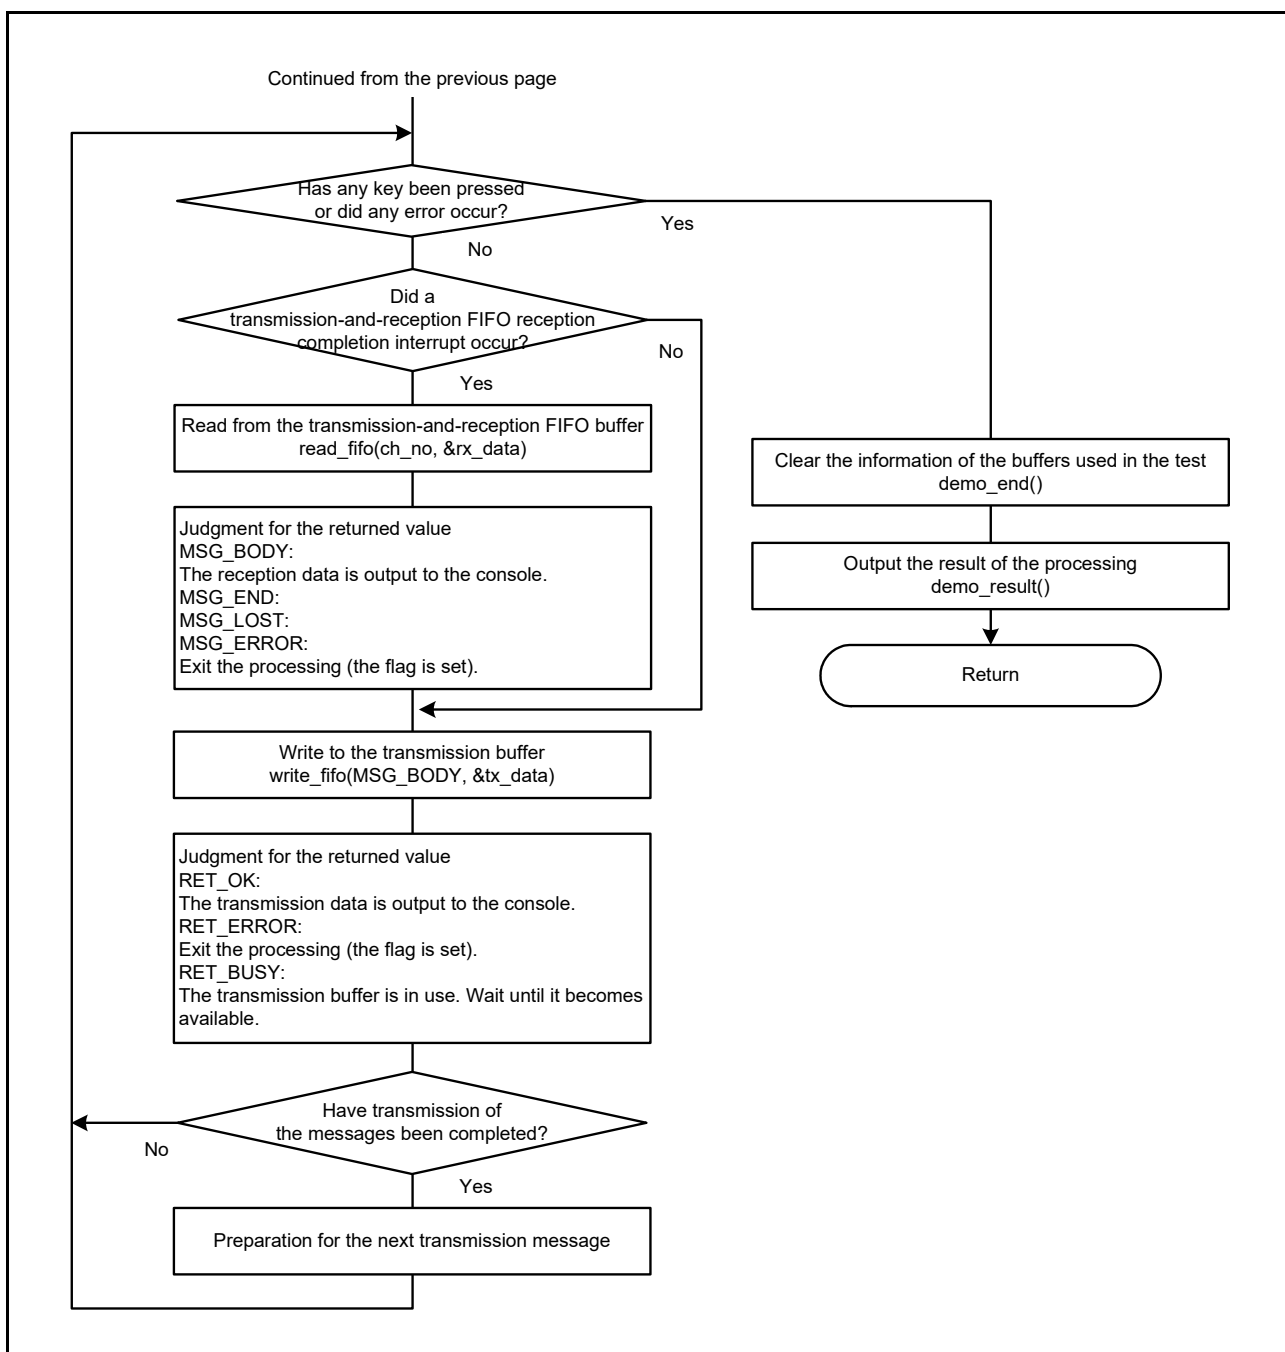 Continued from the previous page
Has any key been pressed
or did any error occur?
Yes
No
Did a
transmission-and-reception FIFO reception
completion interrupt occur?
No
Yes
Read from the transmission-and-reception FIFO buffer
read_fifo(ch_no, &rx_data)
Judgment for the returned value
MSG_BODY:
The reception data is output to the console.
MSG_END:
MSG_LOST:
MSG_ERROR:
Exit the processing (the flag is set).
Write to the transmission buffer
write_fifo(MSG_BODY, &tx_data)
Judgment for the returned value
RET_OK:
The transmission data is output to the console.
RET_ERROR:
Exit the processing (the flag is set).
RET_BUSY:
The transmission buffer is in use. Wait until it becomes
available.
Have transmission of
the messages been completed?
No
Yes
Preparation for the next transmission message
Clear the information of the buffers used in the test
demo_end()
Output the result of the processing
demo_result()
Return